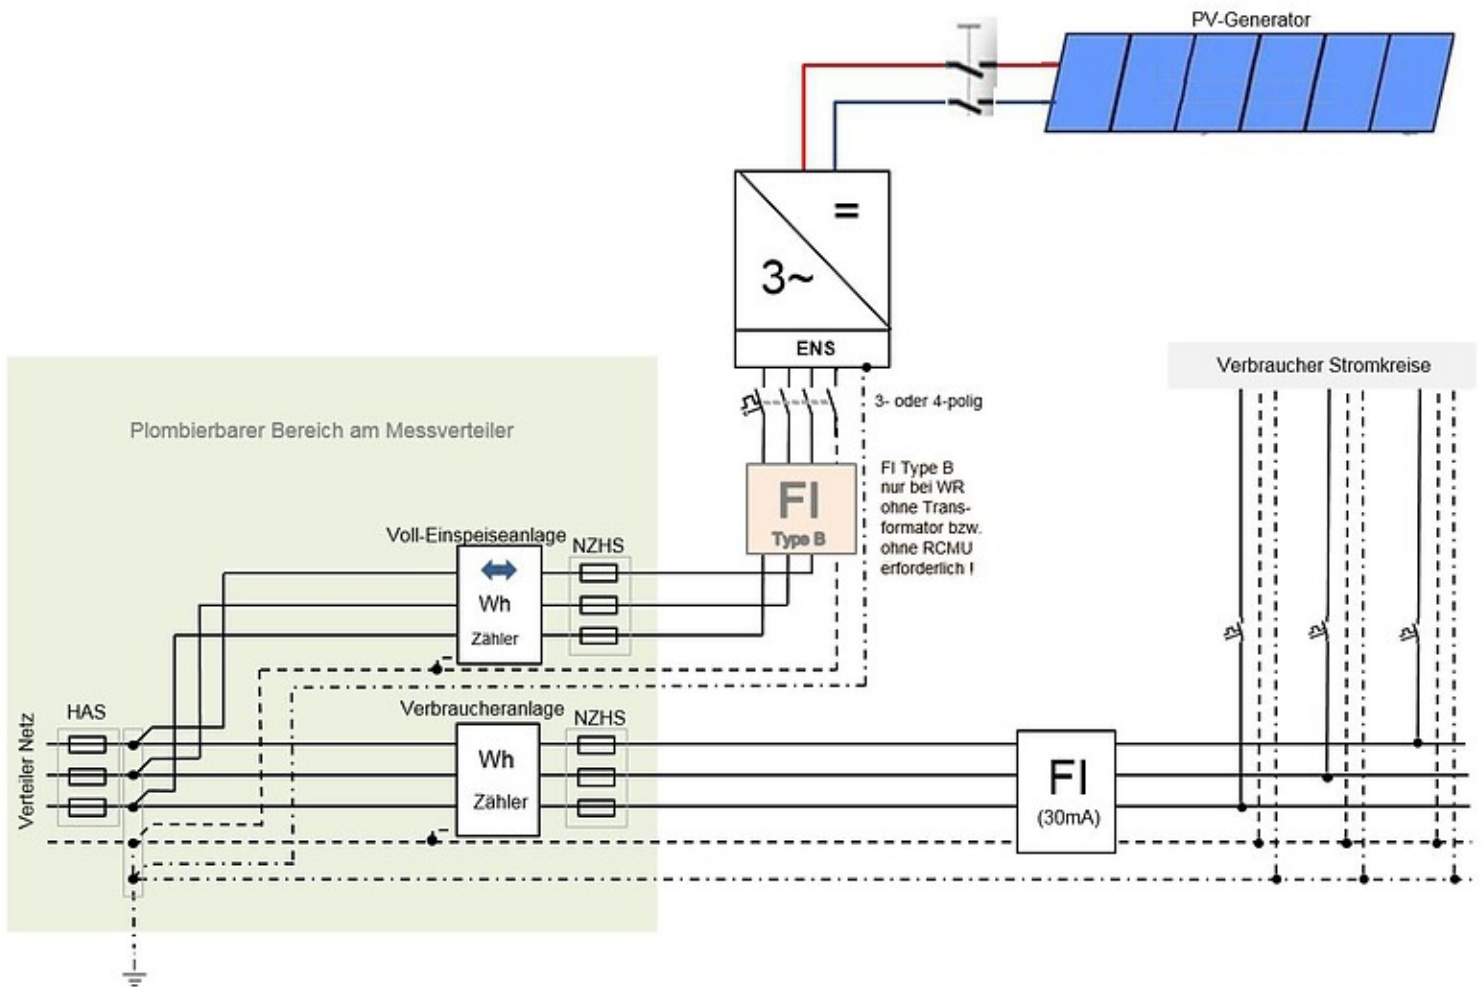 PV-Generator
=
3~
ENS
Verbraucher Stromkreise
3- oder 4-polig
Plombierbarer Bereich am Messverteiler
FI
Type B
FI Type B
nur bei WR
ohne Trans-
formator bzw.
ohne RCMU
erforderlich !
Voll-Einspeiseanlage
NZHS
Wh
Zähler
HAS
Verbraucheranlage
NZHS
Verteiler Netz
Wh
Zähler
FI
(30mA)